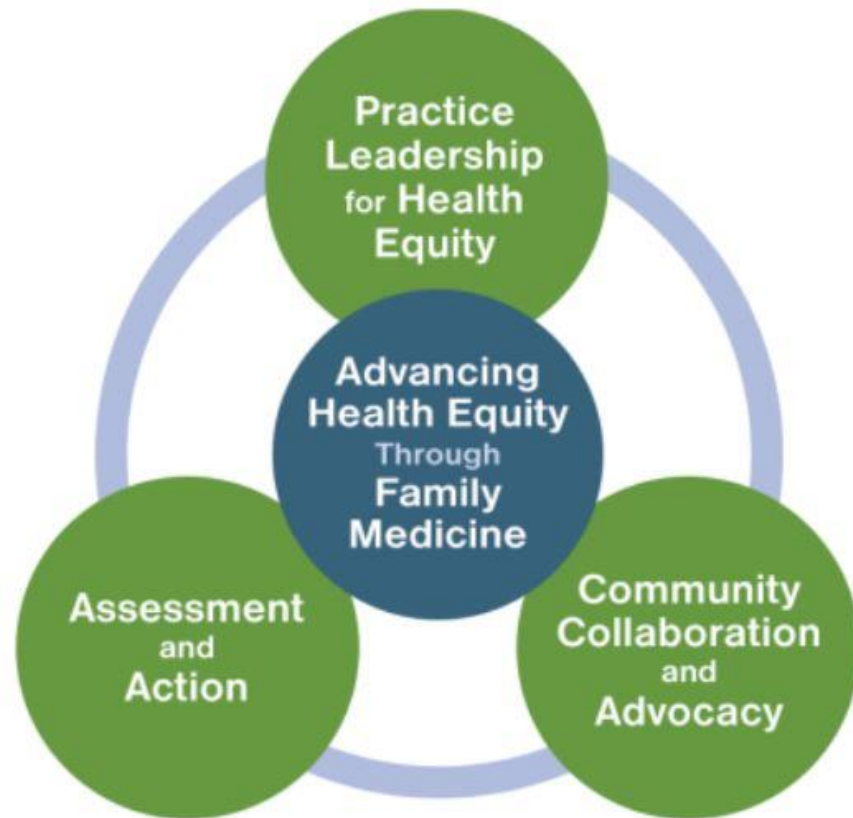 Practice
Leadership
for Health
Equity
Advancing
Health Equity
Through
Family
Medicine
Assessment
and
Action
Community
Collaboration
and
Advocacy